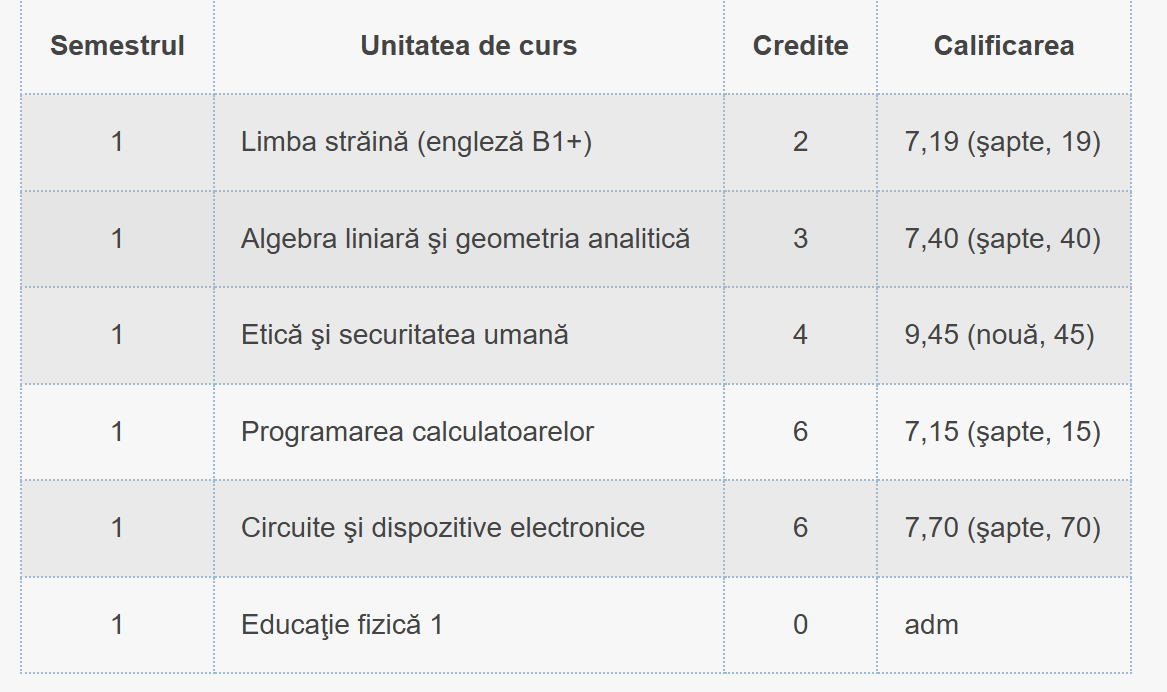 Semestrul Unitatea de curs Credite Calificarea
1 Limba străină (engleză B1+) 2 7,19 (şapte, 19)
1 Algebra liniară şi geometria analitică 3 7,40 (şapte, 40)
1 Etică şi securitatea umană 4 9,45 (nouă, 45)
1 Programarea calculatoarelor 6 7,15 (şapte, 15)
1 Circuite şi dispozitive electronice 6 7,70 (şapte, 70)
1 Educaţie fizică 1 0 adm